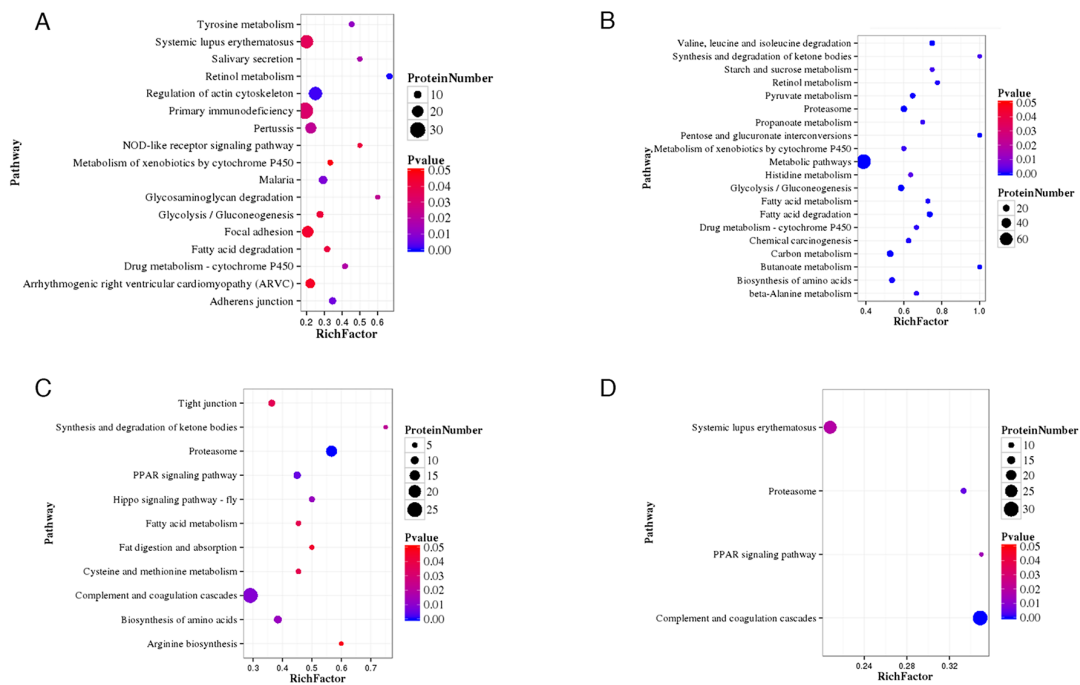 A
Tyrosine metabolism
Systemic lupus erythematosus
Salivary secretion
Retinol metabolism
Regulation of actin cytoskeleton
Primary immunodeficiency
Pertussis
NOD-like receptor signaling pathway
Metabolism of xenobiotics by cytochrome P450
Malaria
Glycosaminoglycan degradation
Glycolysis / Gluconeogenesis
Focal adhesion
Fatty acid degradation
Drug metabolism - cytochrome P450
Arrhythmogenic right ventricular cardiomyopathy (ARVC)
Adherens junction
Pathway
0.2 0.3 0.4 0.5 0.6
RichFactor
ProteinNumber
10
20
30
Pvalue
0.05
0.04
0.03
0.02
0.01
0.00
B
Valine, leucine and isoleucine degradation
Synthesis and degradation of ketone bodies
Starch and sucrose metabolism
Retinol metabolism
Pyruvate metabolism
Proteasome
Propanoate metabolism
Pentose and glucuronate interconversions
Metabolism of xenobiotics by cytochrome P450
Metabolic pathways
Histidine metabolism
Glycolysis / Gluconeogenesis
Fatty acid metabolism
Fatty acid degradation
Drug metabolism - cytochrome P450
Chemical carcinogenesis
Carbon metabolism
Butanoate metabolism
Biosynthesis of amino acids
beta-Alanine metabolism
Pathway
0.4 0.6 0.8 1.0
RichFactor
Pvalue
0.05
0.04
0.03
0.02
0.01
0.00
ProteinNumber
20
40
60
C
Tight junction
Synthesis and degradation of ketone bodies
Proteasome
PPAR signaling pathway
Hippo signaling pathway - fly
Fatty acid metabolism
Fat digestion and absorption
Cysteine and methionine metabolism
Complement and coagulation cascades
Biosynthesis of amino acids
Arginine biosynthesis
Pathway
0.3 0.4 0.5 0.6 0.7
RichFactor
ProteinNumber
5
10
15
20
25
Pvalue
0.05
0.04
0.03
0.02
0.01
0.00
D
Systemic lupus erythematosus
Proteasome
PPAR signaling pathway
Complement and coagulation cascades
Pathway
0.24 0.28 0.32
RichFactor
ProteinNumber
10
15
20
25
30
Pvalue
0.05
0.04
0.03
0.02
0.01
0.00